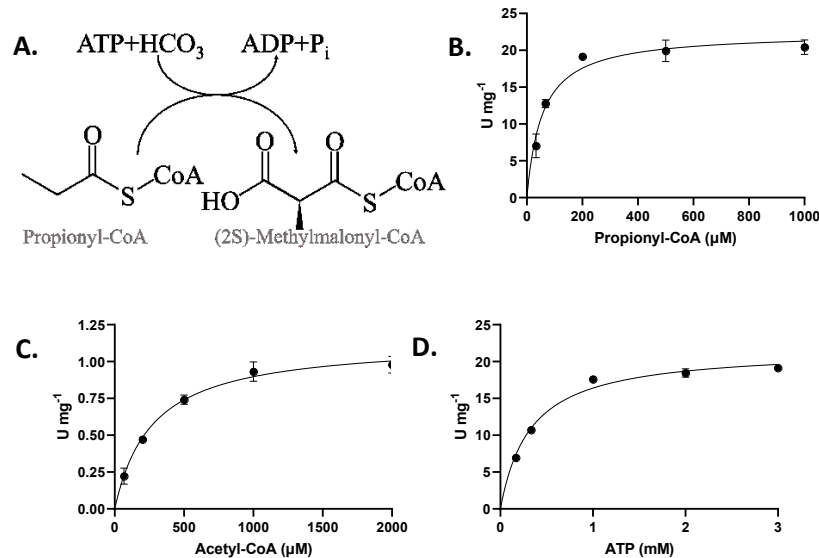 A.
ATP+HCO₃ ADP+Pᵢ
O
S
CoA
Propionyl-CoA
O O
HO
S
CoA
(2S)-Methylmalonyl-CoA
B.
U mg⁻¹
25
20
15
10
5
0
0 200 400 600 800 1000
Propionyl-CoA (µM)
C.
U mg⁻¹
1.25
1.00
0.75
0.50
0.25
0.00
0 500 1000 1500 2000
Acetyl-CoA (µM)
D.
U mg⁻¹
25
20
15
10
5
0
0 1 2 3
ATP (mM)